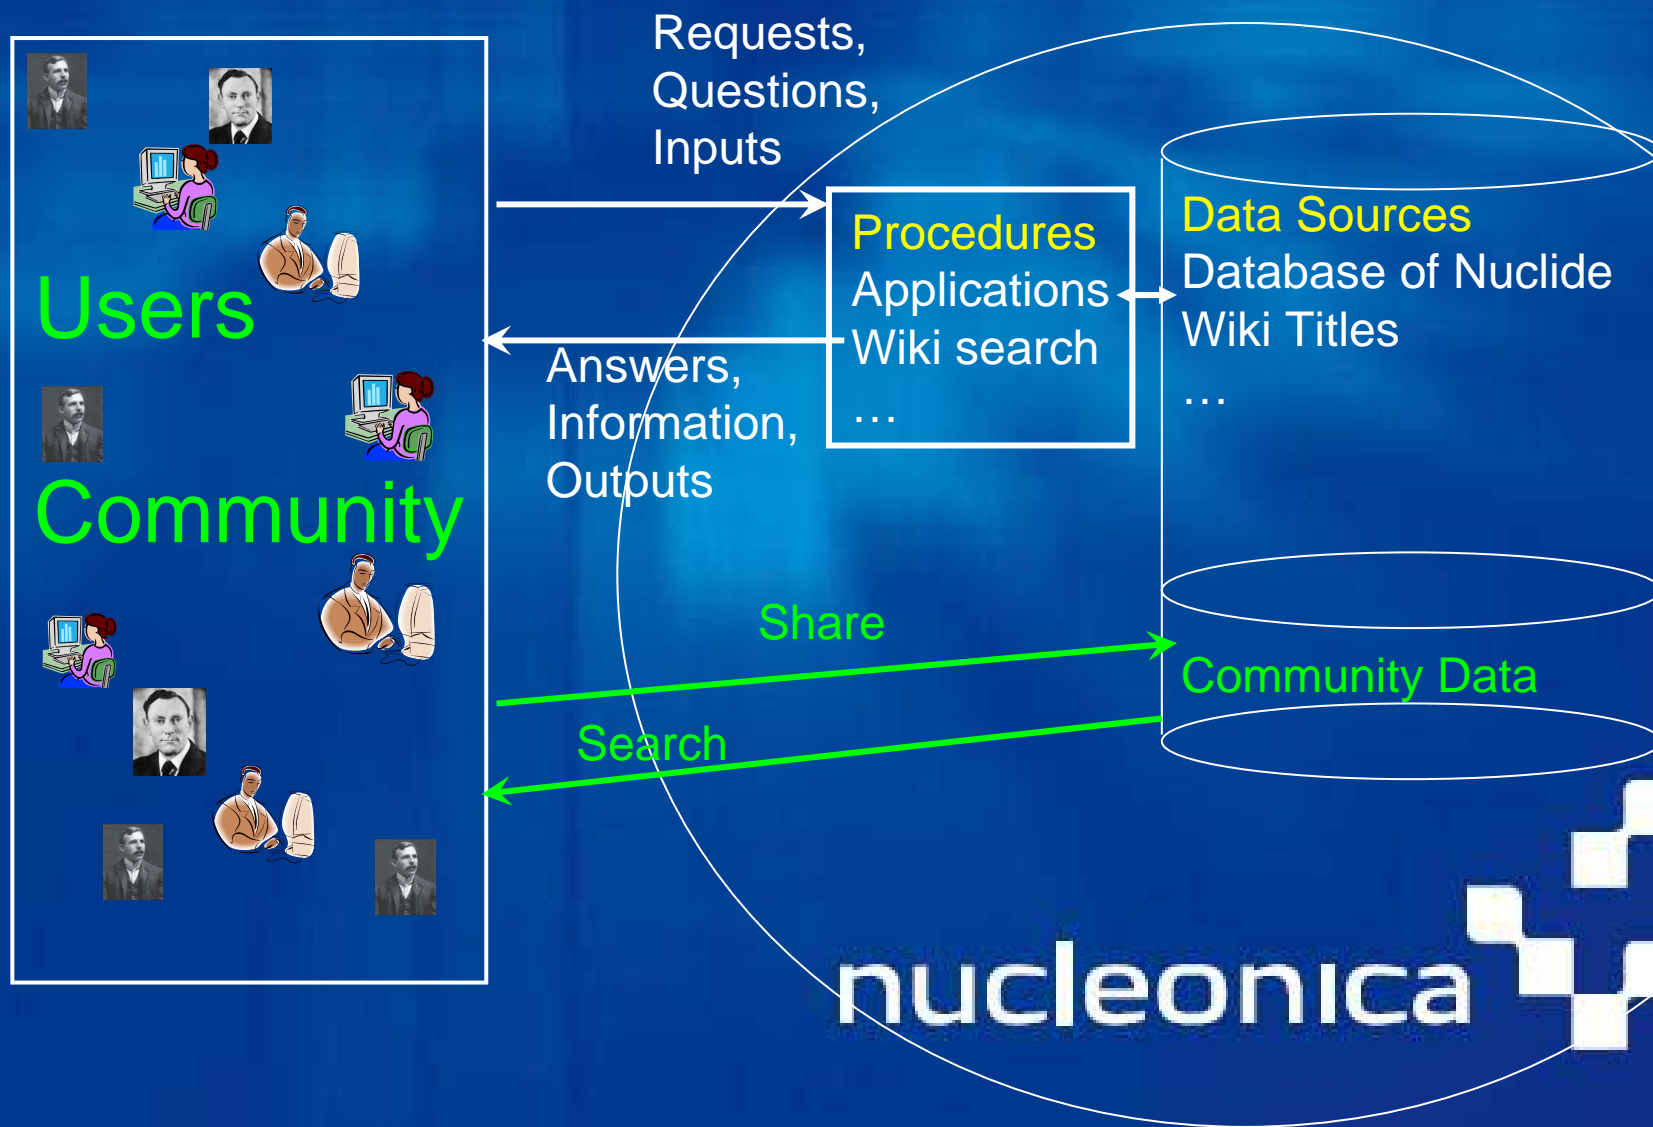 Requests,
Questions,
Inputs
Users
Community
Answers,
Information,
Outputs
Procedures
Applications
Wiki search
…
Data Sources
Database of Nuclide
Wiki Titles
…
Share
Search
Community Data
nucleonica